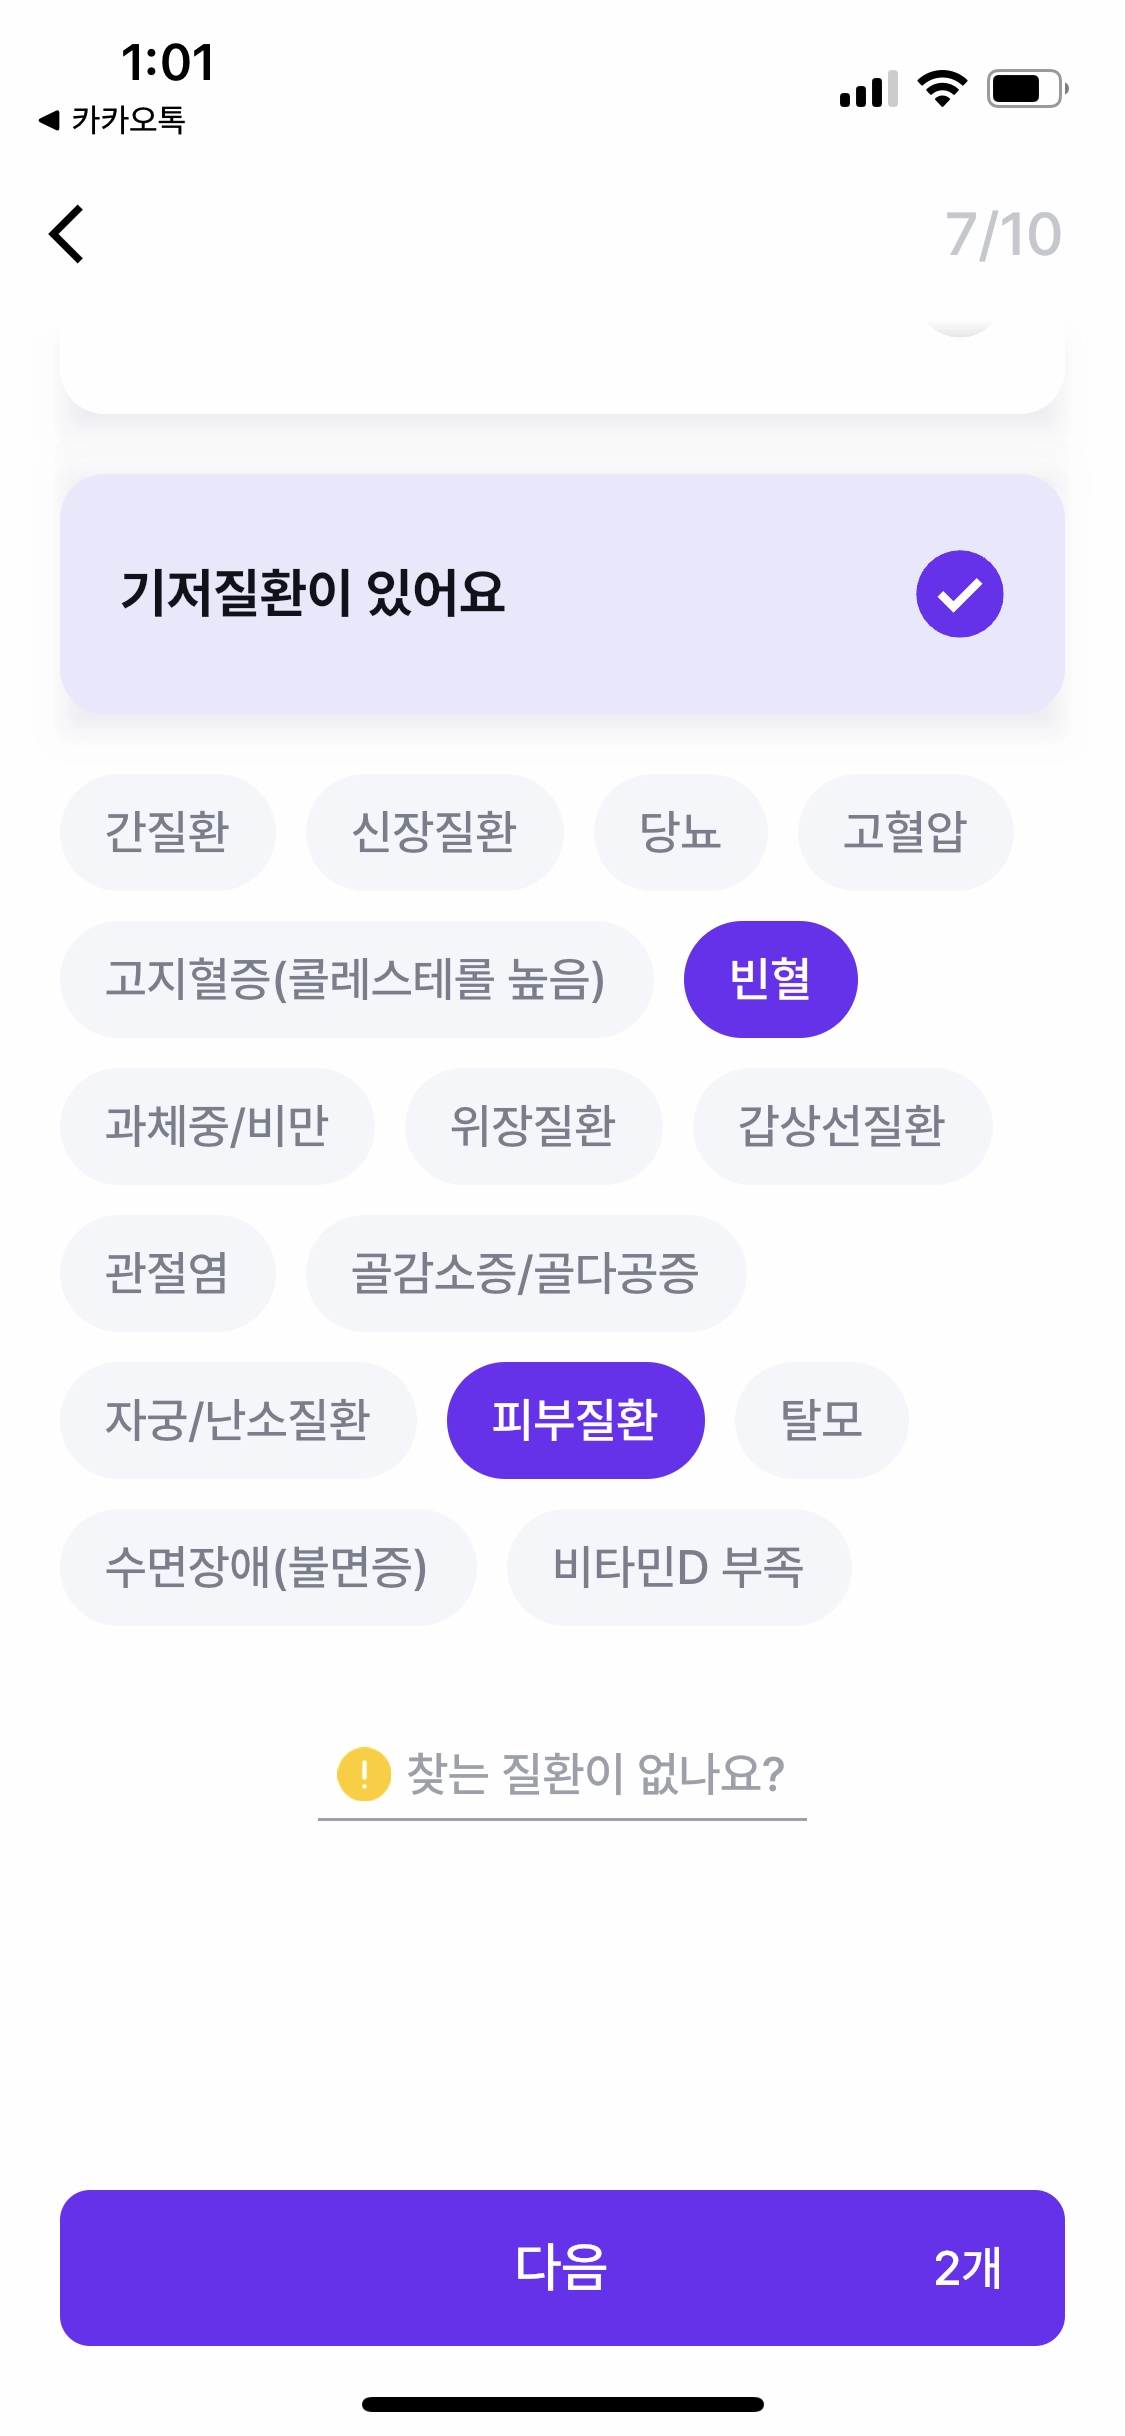 1:01
◀ 카카오톡
7/10
기저질환이 있어요
간질환 신장질환 당뇨 고혈압
고지혈증(콜레스테롤 높음) 빈혈
과체중/비만 위장질환 갑상선질환
관절염 골감소증/골다공증
자궁/난소질환 피부질환 탈모
수면장애(불면증) 비타민D 부족
! 찾는 질환이 없나요?
다음 2개